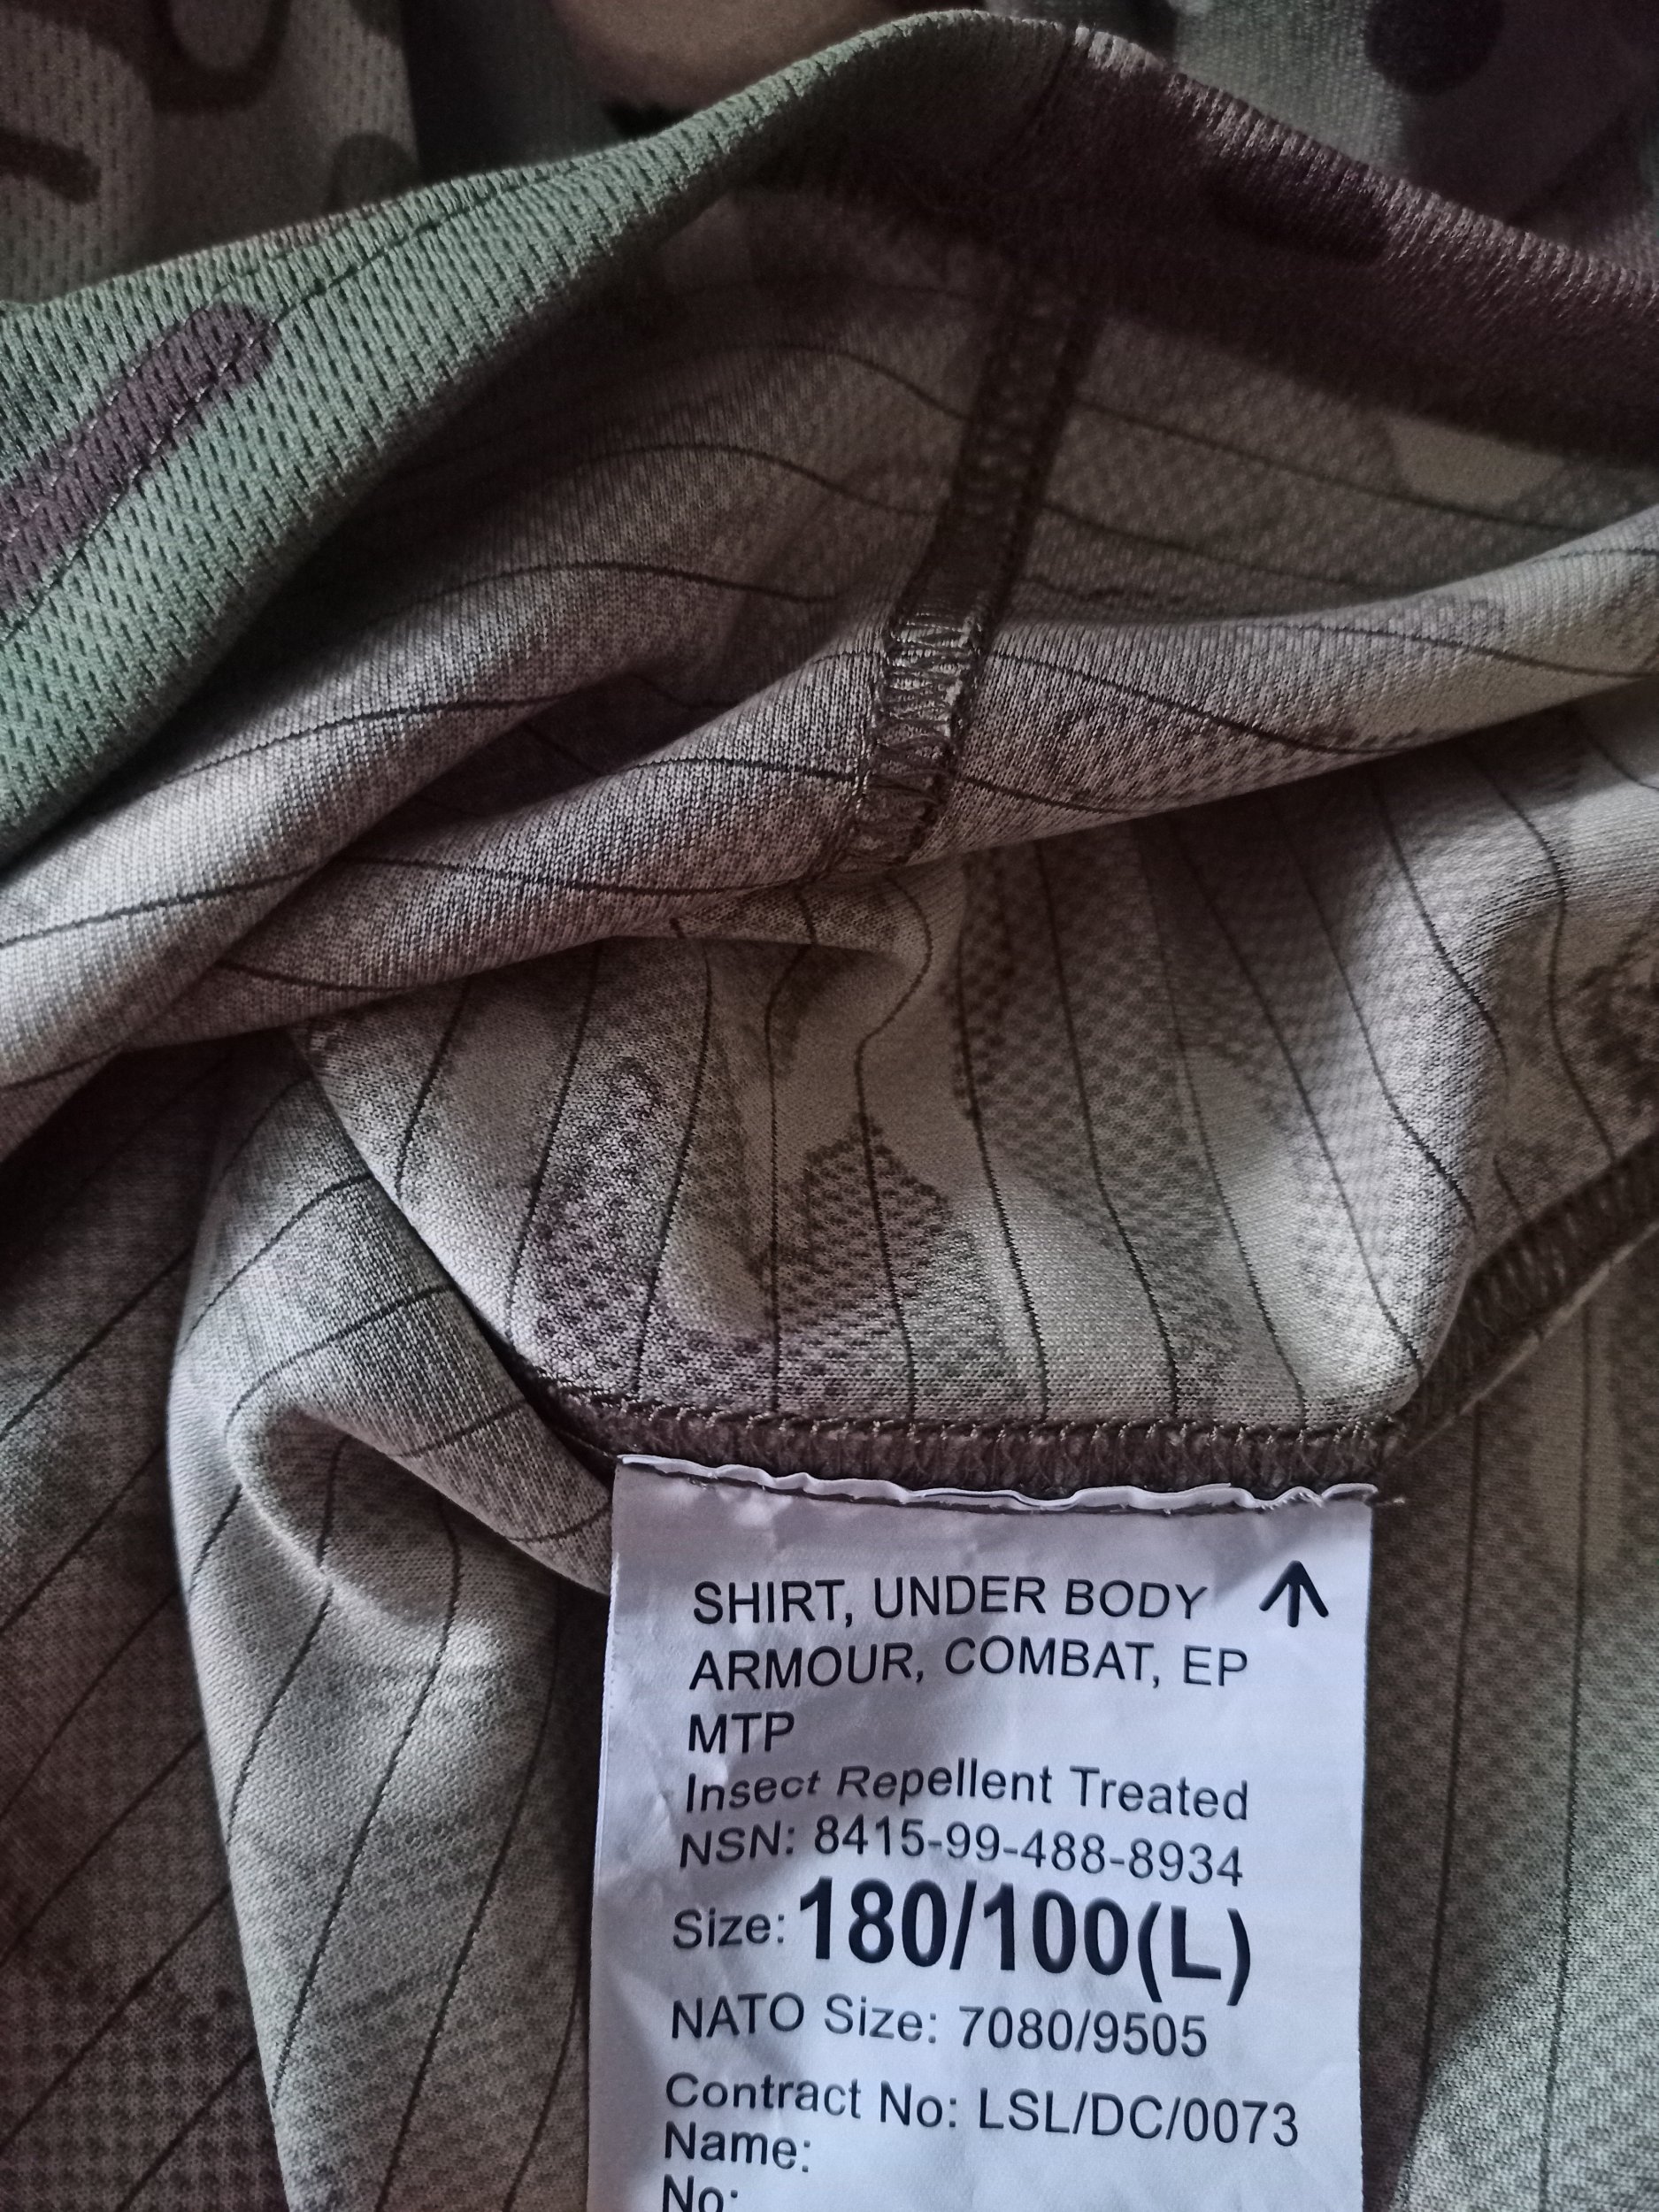 SHIRT, UNDER BODY
ARMOUR, COMBAT, EP
MTP
Insect Repellent Treated
NSN: 8415-99-488-8934
Size: 180/100(L)
NATO Size: 7080/9505
Contract No: LSL/DC/0073
Name:
No: